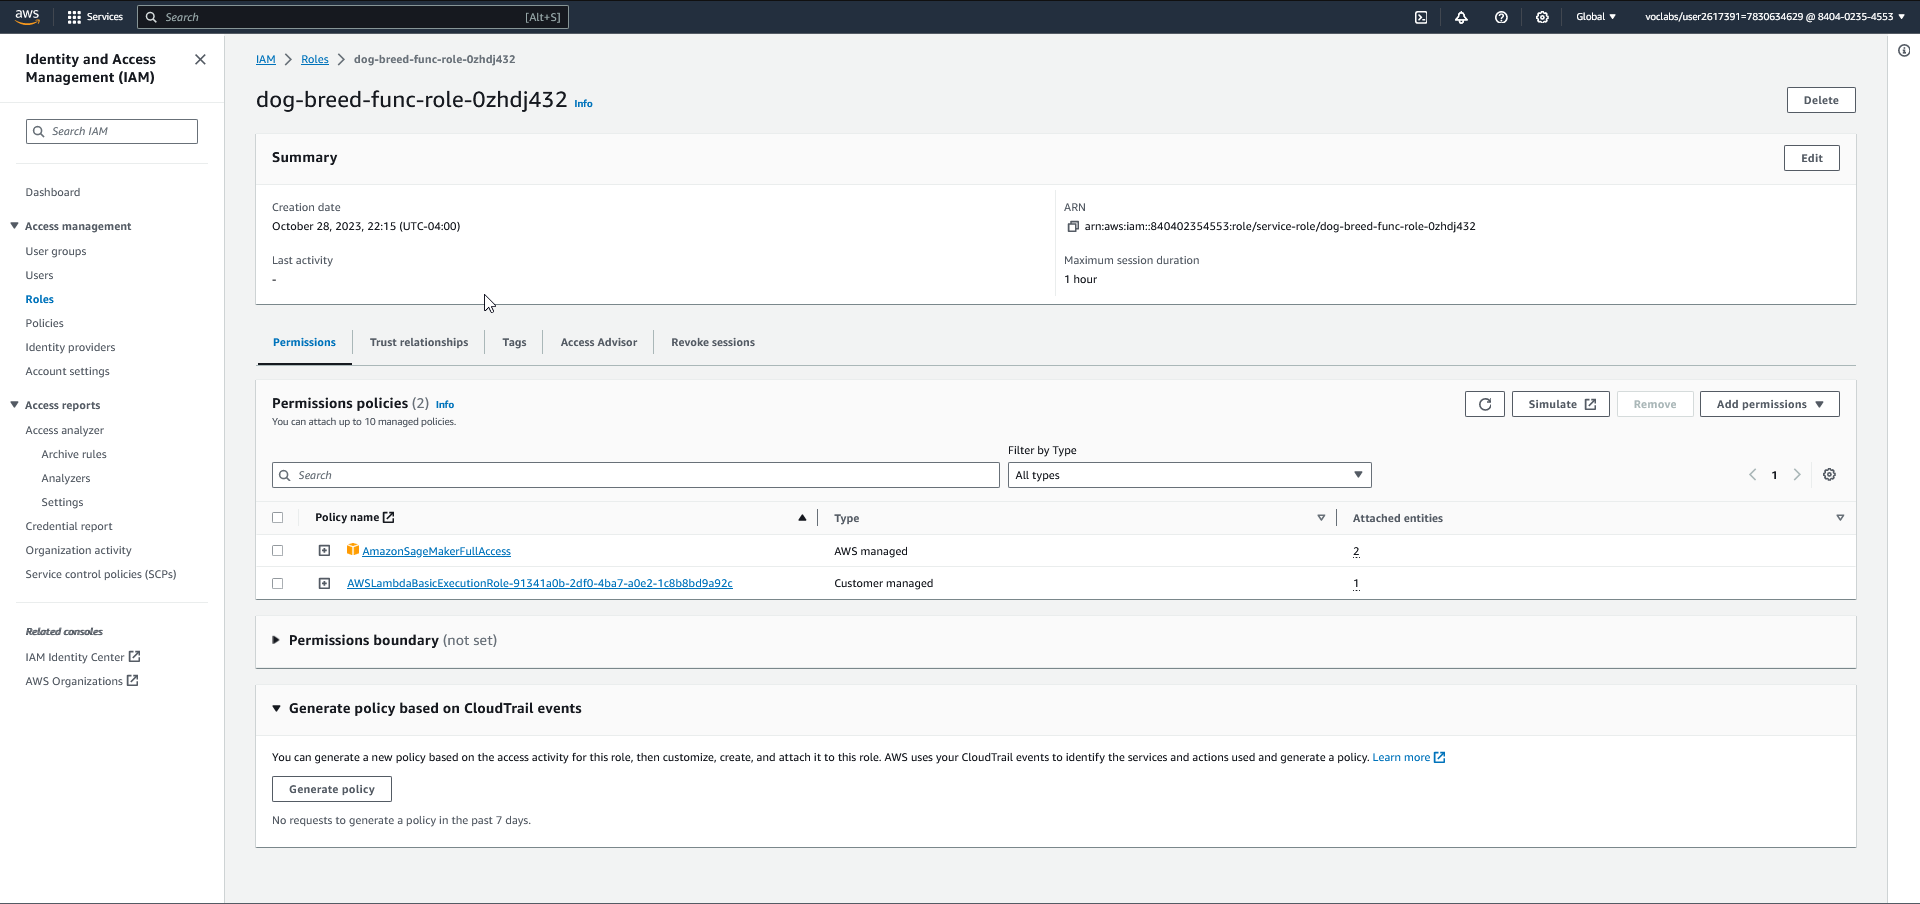 aws
Services
Search
[Alt+S]
Global
voclabs/user2617391=7830634629 @ 8404-0235-4553
Identity and Access
Management (IAM)
Search IAM
Dashboard
Access management
User groups
Users
Roles
Policies
Identity providers
Account settings
Access reports
Access analyzer
Archive rules
Analyzers
Settings
Credential report
Organization activity
Service control policies (SCPs)
Related consoles
IAM Identity Center
AWS Organizations
IAM > Roles > dog-breed-func-role-0zhdj432
dog-breed-func-role-0zhdj432 Info
Delete
Summary
Edit
Creation date
October 28, 2023, 22:15 (UTC-04:00)
Last activity
-
ARN
arn:aws:iam::840402354553:role/service-role/dog-breed-func-role-0zhdj432
Maximum session duration
1 hour
Permissions
Trust relationships
Tags
Access Advisor
Revoke sessions
Permissions policies (2) Info
You can attach up to 10 managed policies.
Simulate
Remove
Add permissions
Search
Filter by Type
All types
1
Policy name
Type
Attached entities
AmazonSageMakerFullAccess
AWS managed
2
AWSLambdaBasicExecutionRole-91341a0b-2df0-4ba7-a0e2-1c8b8bd9a92c
Customer managed
1
Permissions boundary (not set)
Generate policy based on CloudTrail events
You can generate a new policy based on the access activity for this role, then customize, create, and attach it to this role. AWS uses your CloudTrail events to identify the services and actions used and generate a policy. Learn more
Generate policy
No requests to generate a policy in the past 7 days.